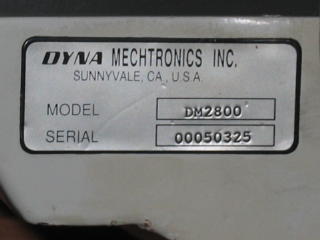 DYNA MECHTRONICS INC.
SUNNYVALE, CA, U.S.A.
MODEL DM2800
SERIAL 00050325